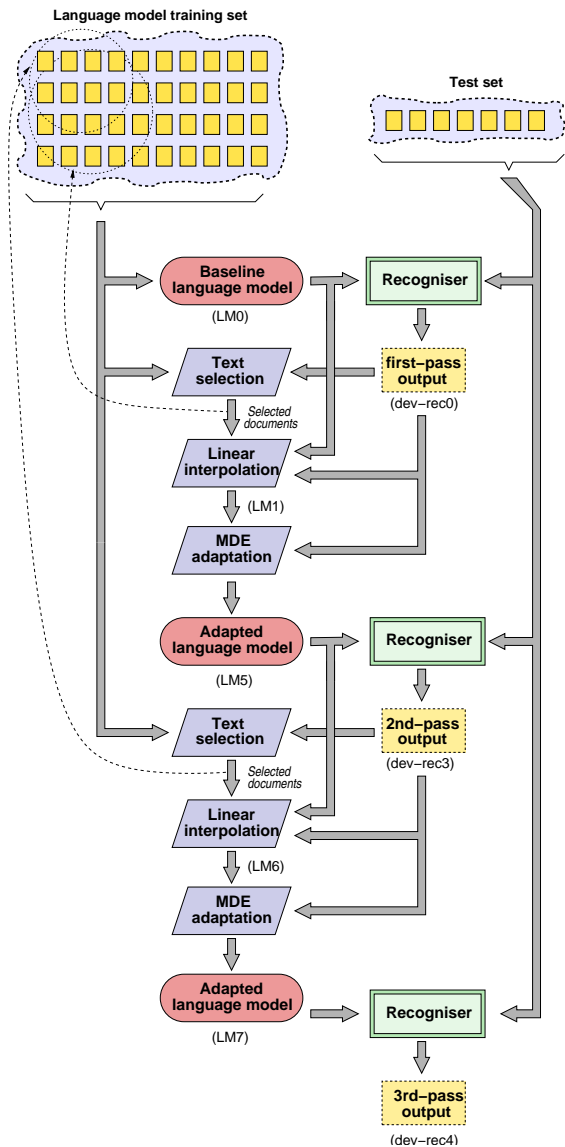 Language model training set
Test set
Baseline
language model
(LM0)
Recogniser
Text
selection
first−pass
output
(dev−rec0)
Selected
documents
Linear
interpolation
(LM1)
MDE
adaptation
Adapted
language model
(LM5)
Recogniser
Text
selection
2nd−pass
output
(dev−rec3)
Selected
documents
Linear
interpolation
(LM6)
MDE
adaptation
Adapted
language model
(LM7)
Recogniser
3rd−pass
output
(dev−rec4)